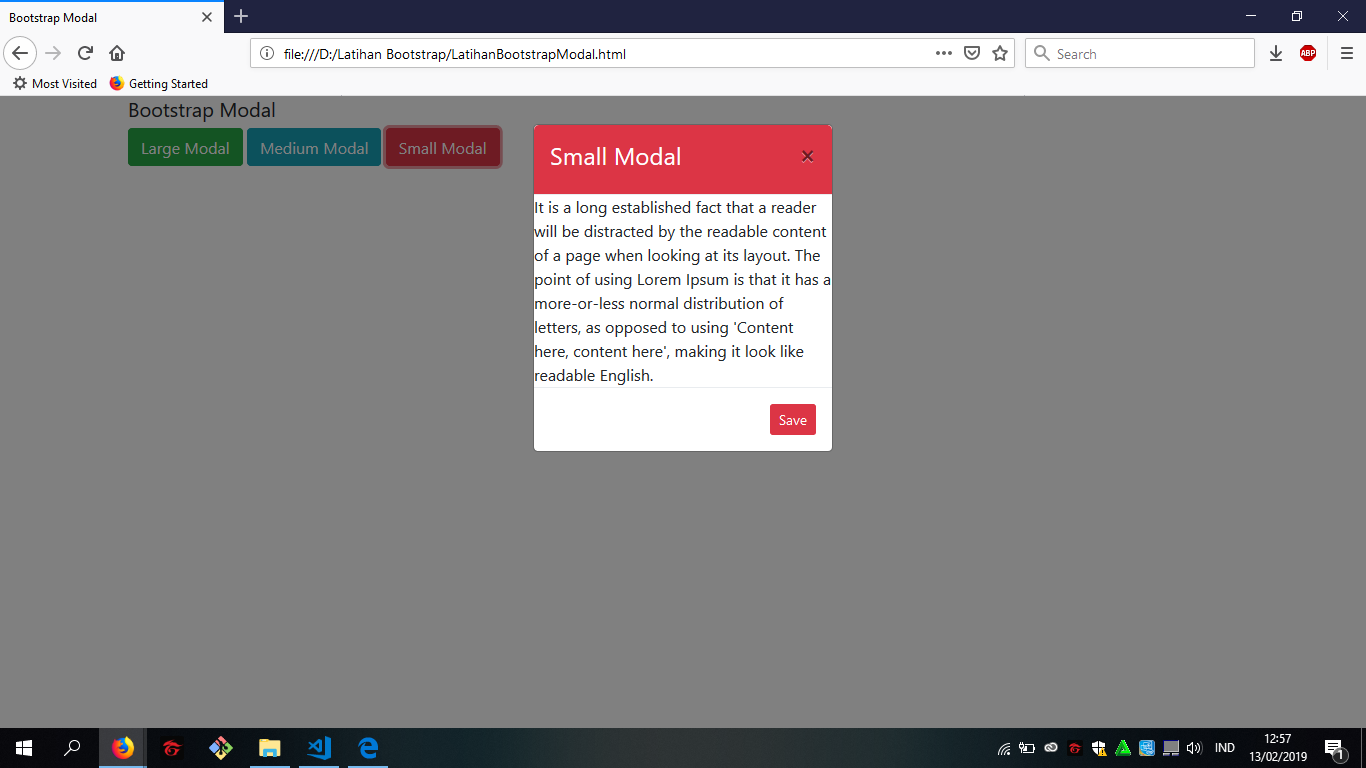 Bootstrap Modal
file:///D:/Latihan Bootstrap/LatihanBootstrapModal.html
Search
ABP
Most Visited
Getting Started
Bootstrap Modal
Large Modal
Medium Modal
Small Modal
Small Modal
×
It is a long established fact that a reader
will be distracted by the readable content
of a page when looking at its layout. The
point of using Lorem Ipsum is that it has a
more-or-less normal distribution of
letters, as opposed to using 'Content
here, content here', making it look like
readable English.
Save
IND
12:57
13/02/2019
1